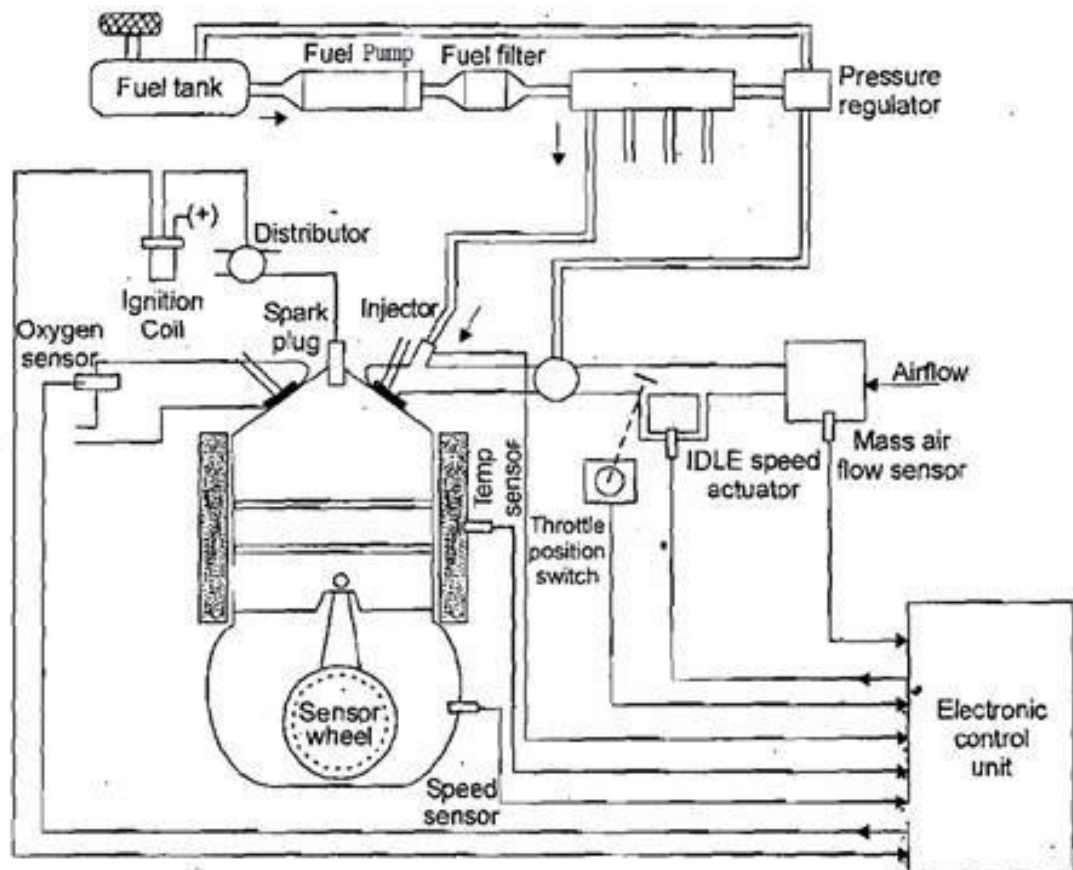 Fuel tank
Fuel Pump
Fuel filter
Pressure
regulator
(+)
Distributor
Ignition
Coil
Oxygen
sensor
Spark
plug
Injector
Airflow
Mass air
flow sensor
IDLE speed
actuator
Temp
sensor
Throttle
position
switch
Sensor
wheel
Speed
sensor
Electronic
control
unit